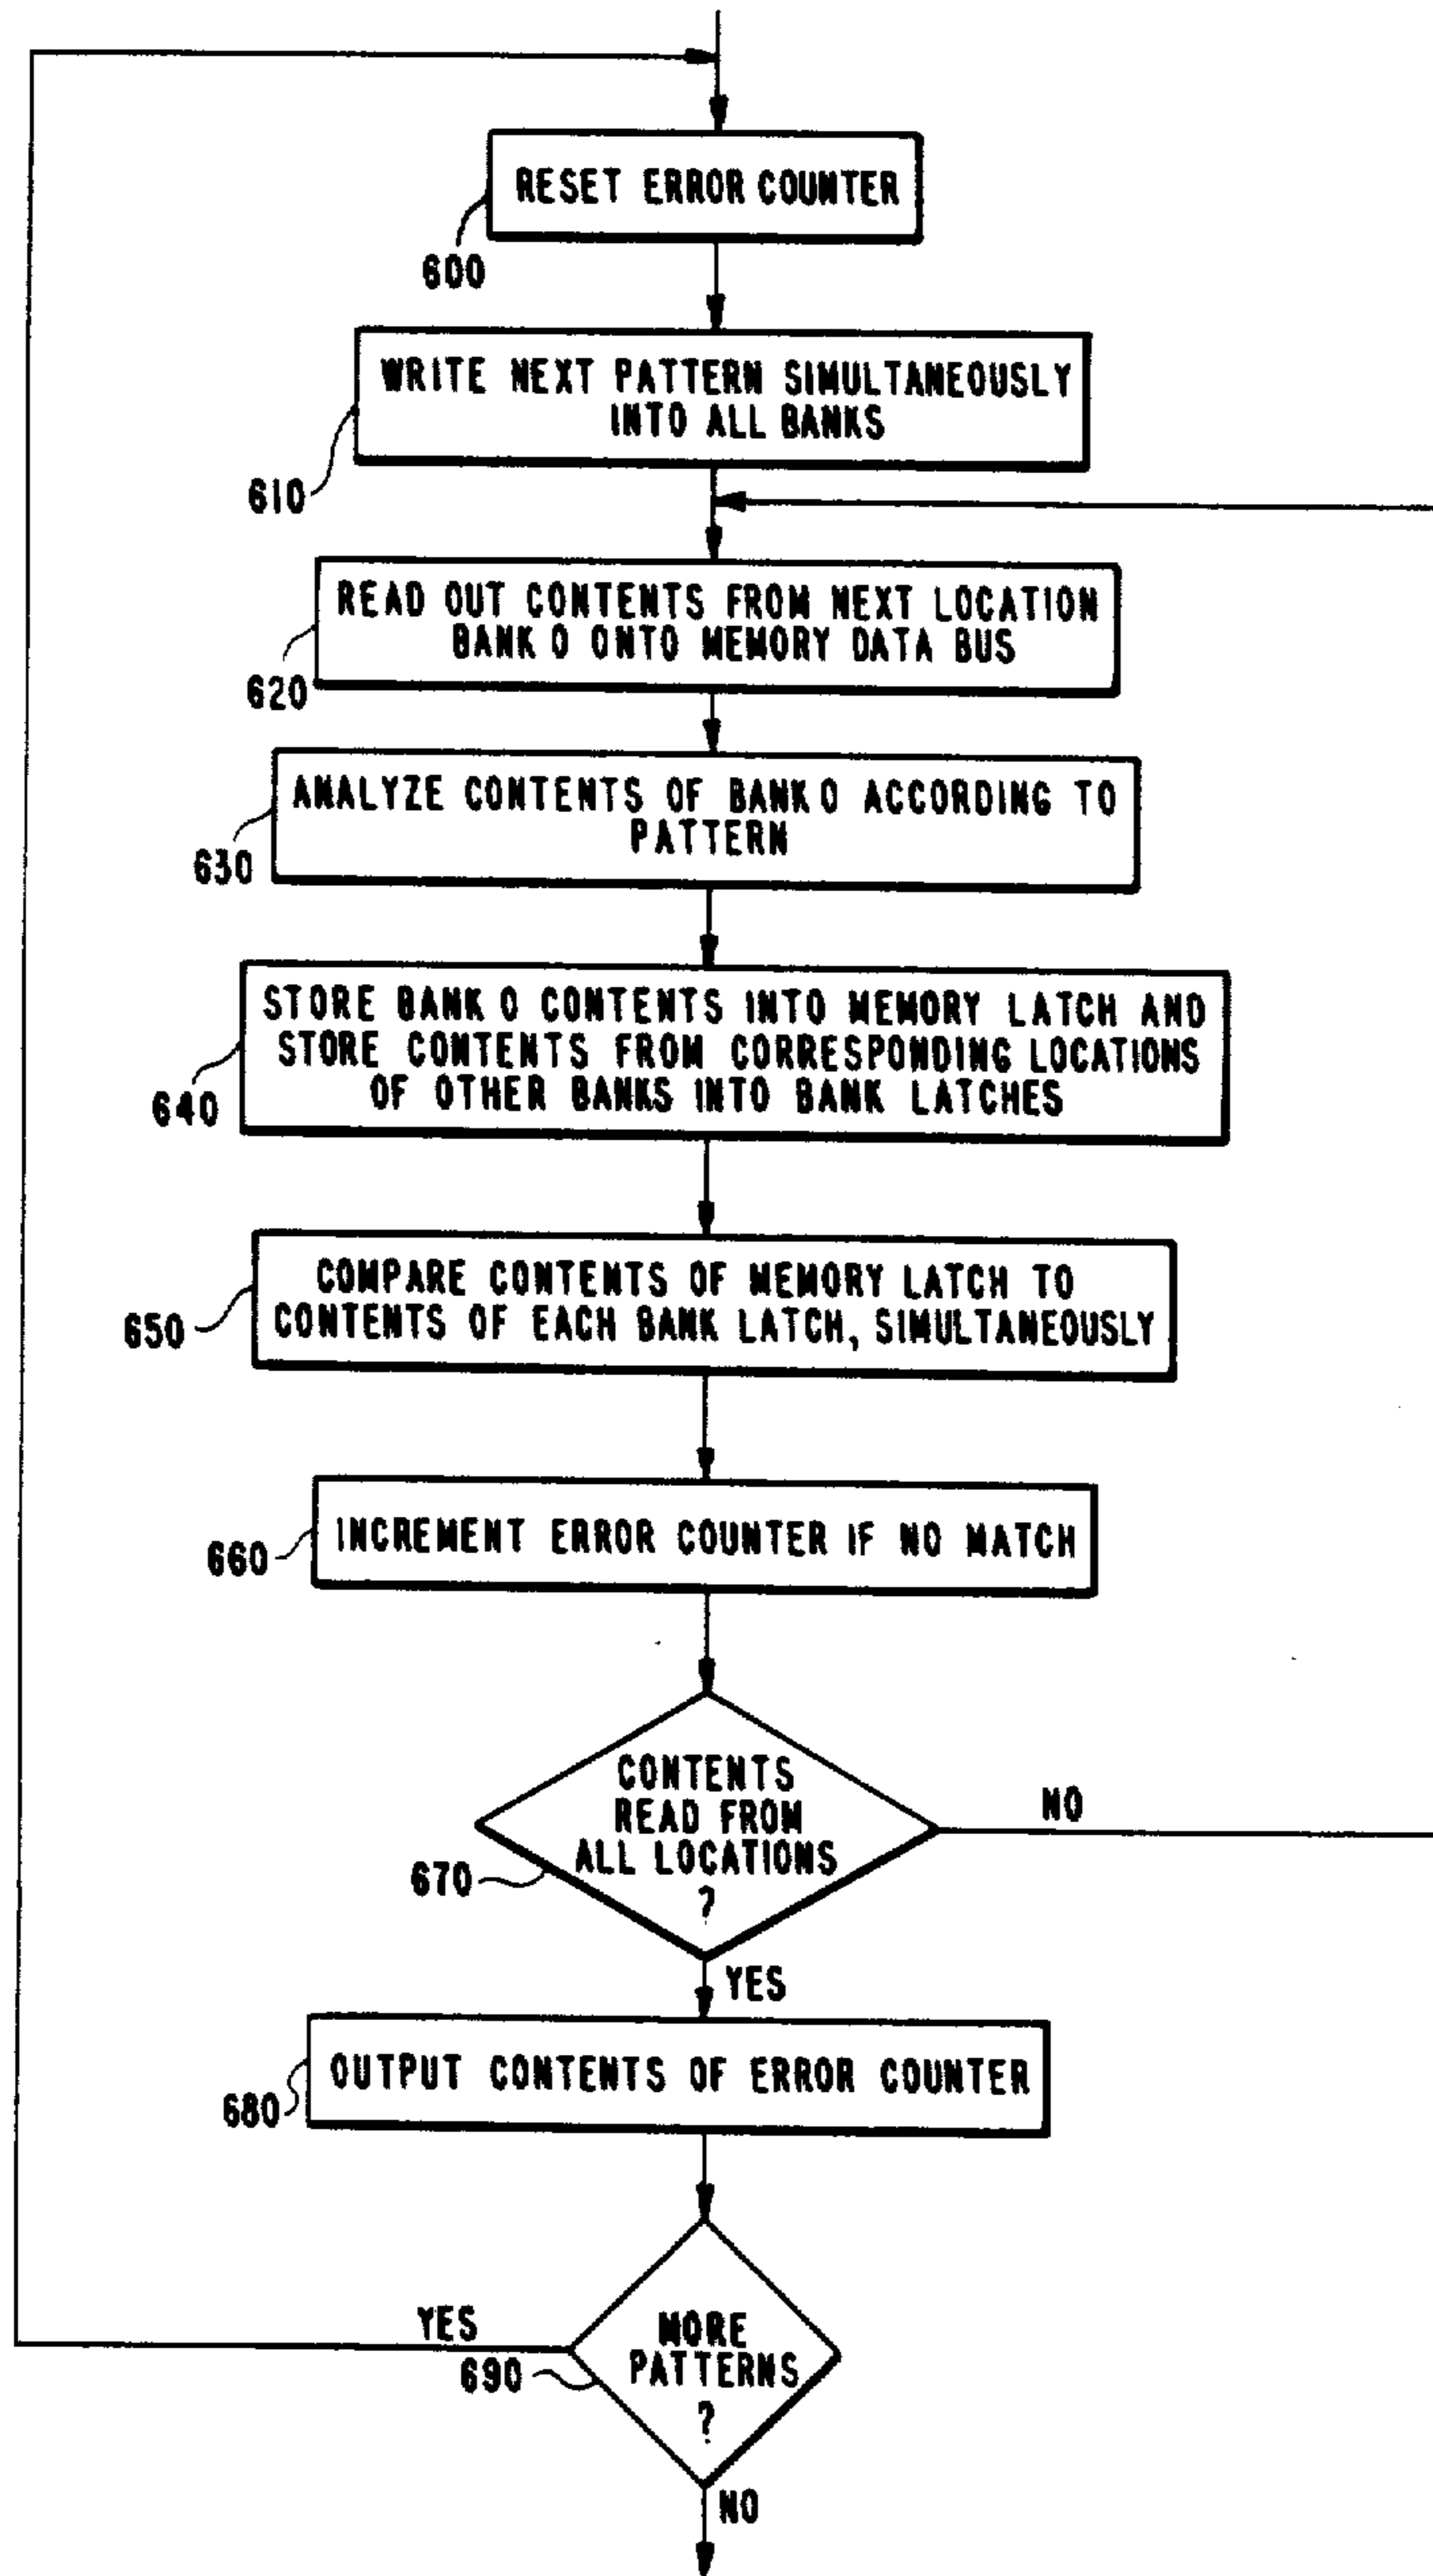 RESET ERROR COUNTER
600
WRITE NEXT PATTERN SIMULTANEOUSLY
INTO ALL BANKS
610
READ OUT CONTENTS FROM NEXT LOCATION
BANK 0 ONTO MEMORY DATA BUS
620
ANALYZE CONTENTS OF BANK 0 ACCORDING TO
PATTERN
630
STORE BANK 0 CONTENTS INTO MEMORY LATCH AND
STORE CONTENTS FROM CORRESPONDING LOCATIONS
OF OTHER BANKS INTO BANK LATCHES
640
COMPARE CONTENTS OF MEMORY LATCH TO
CONTENTS OF EACH BANK LATCH, SIMULTANEOUSLY
650
INCREMENT ERROR COUNTER IF NO MATCH
660
CONTENTS
READ FROM
ALL LOCATIONS
?
670
NO
YES
OUTPUT CONTENTS OF ERROR COUNTER
680
YES
MORE
PATTERNS
?
690
NO